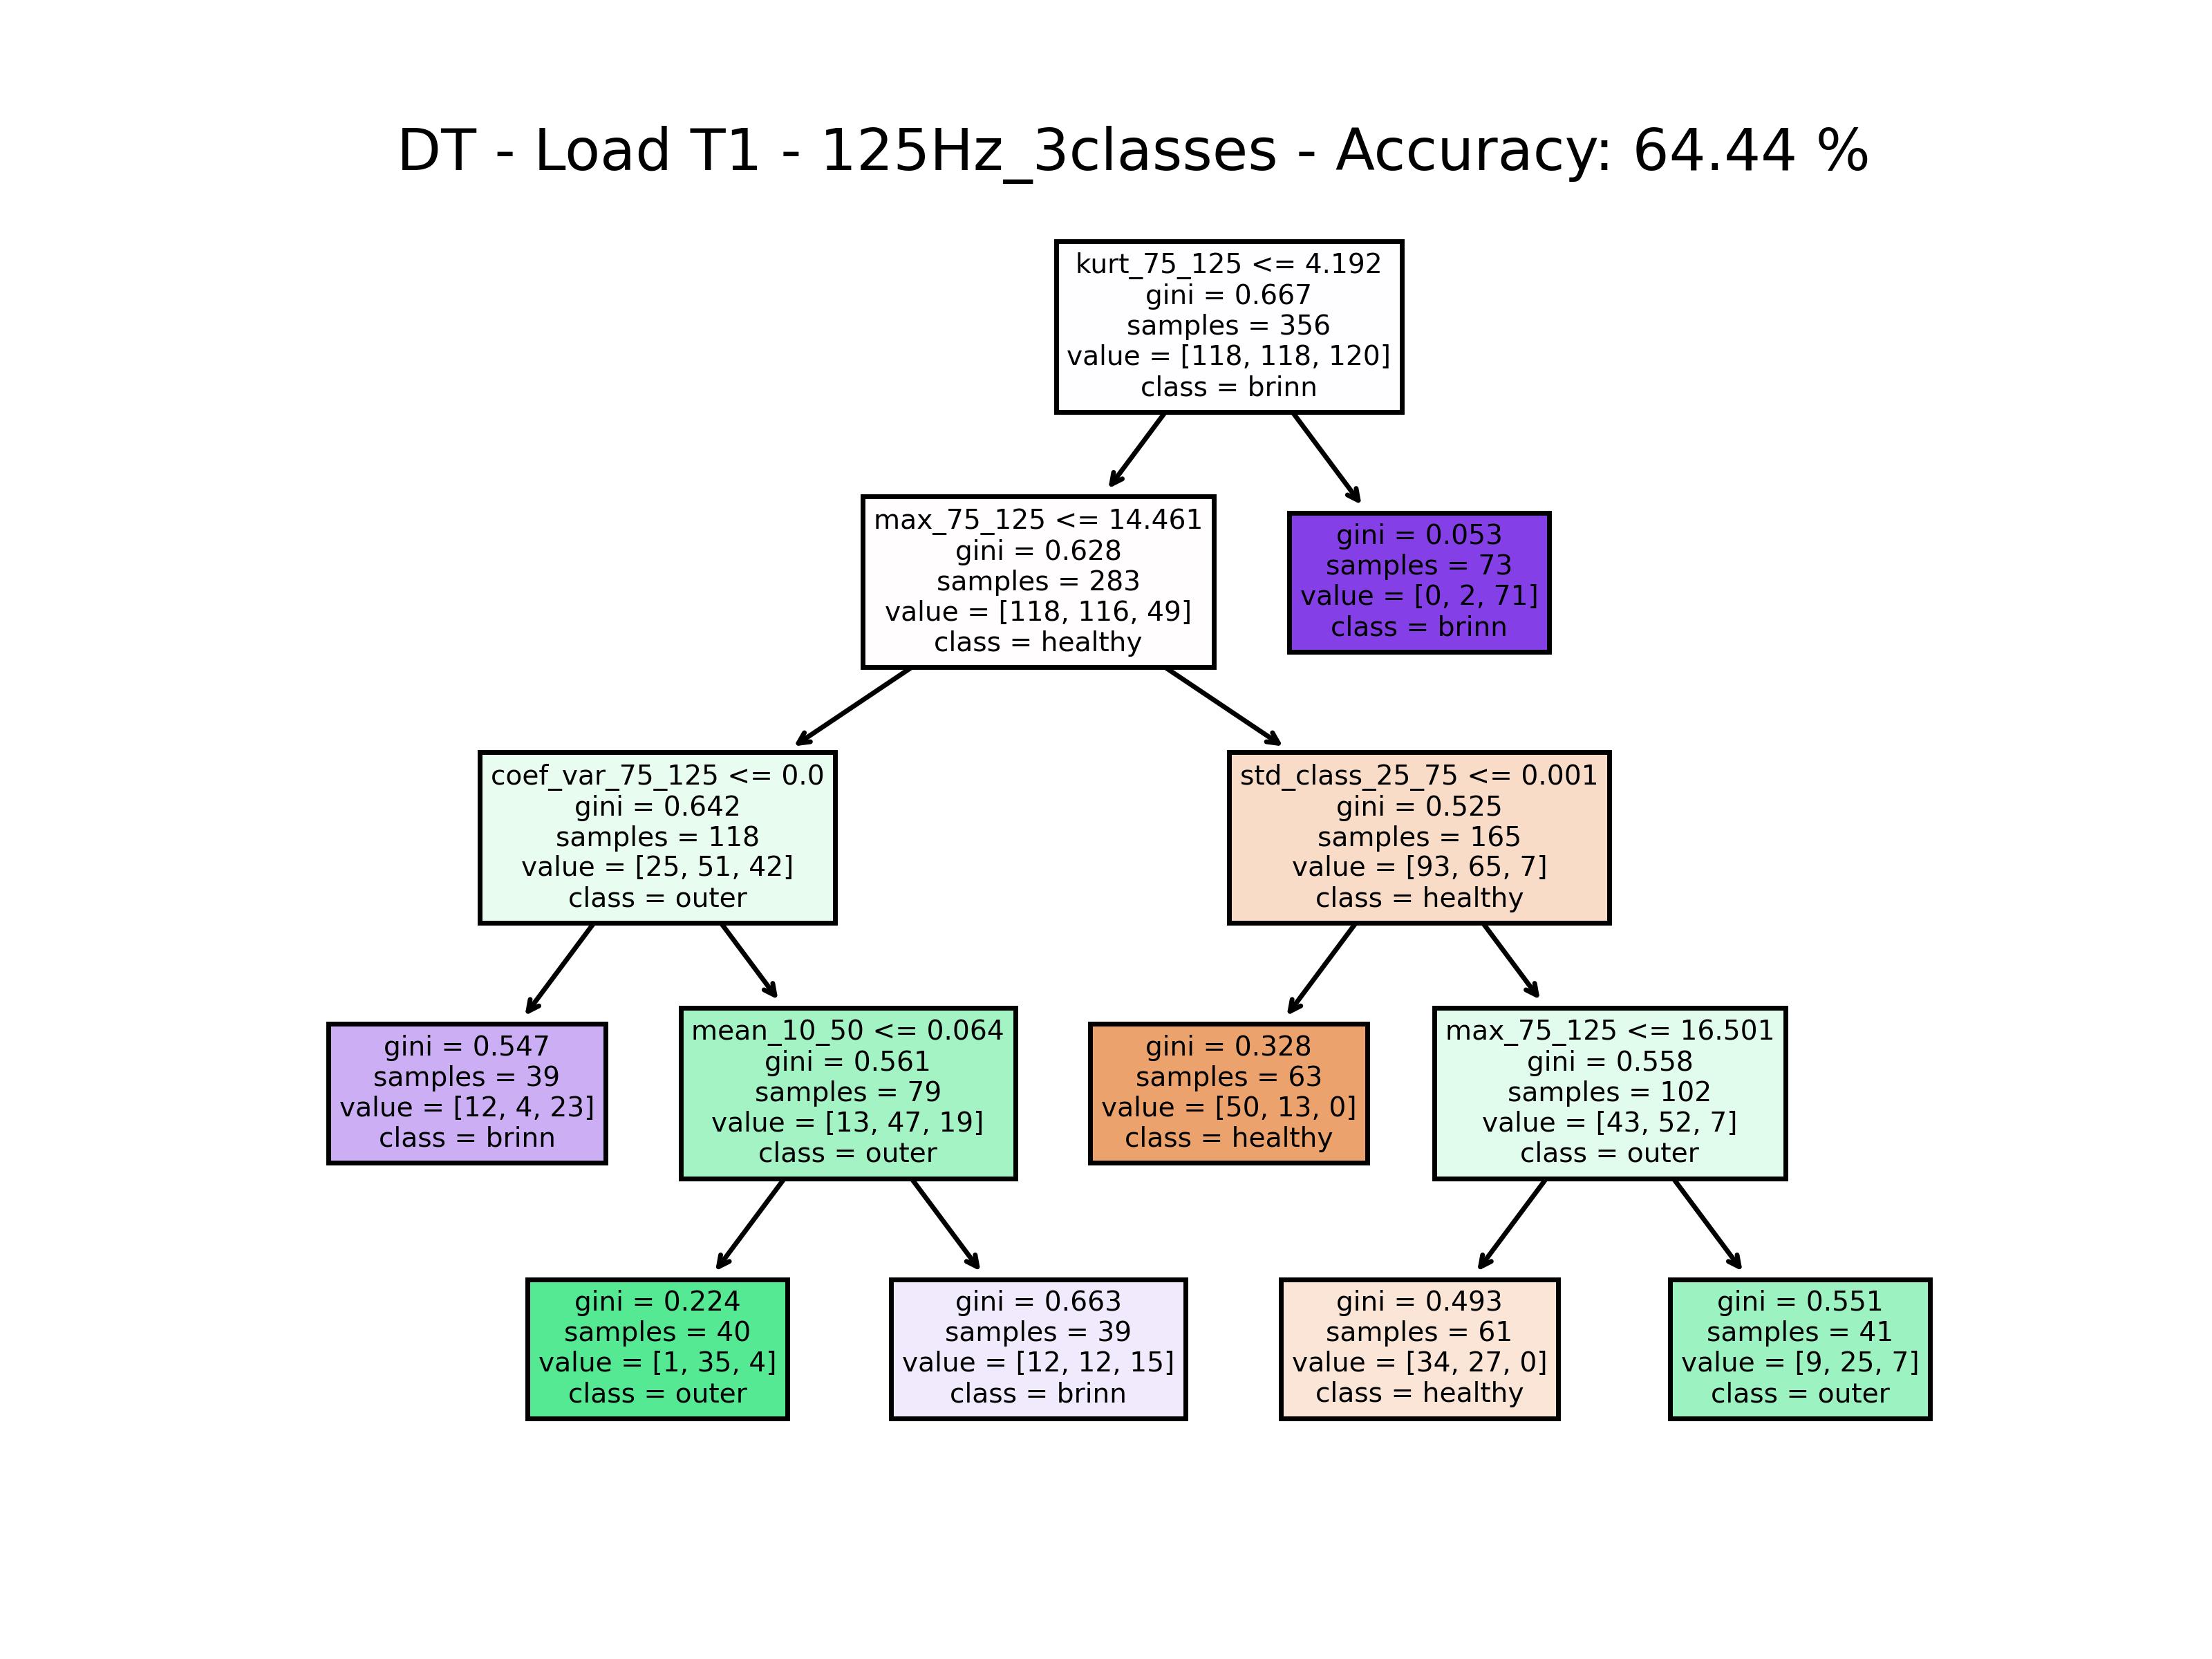 DT - Load T1 - 125Hz_3classes - Accuracy: 64.44 %
kurt_75_125 <= 4.192
gini = 0.667
samples = 356
value = [118, 118, 120]
class = brinn
max_75_125 <= 14.461
gini = 0.628
samples = 283
value = [118, 116, 49]
class = healthy
gini = 0.053
samples = 73
value = [0, 2, 71]
class = brinn
coef_var_75_125 <= 0.0
gini = 0.642
samples = 118
value = [25, 51, 42]
class = outer
std_class_25_75 <= 0.001
gini = 0.525
samples = 165
value = [93, 65, 7]
class = healthy
gini = 0.547
samples = 39
value = [12, 4, 23]
class = brinn
mean_10_50 <= 0.064
gini = 0.561
samples = 79
value = [13, 47, 19]
class = outer
gini = 0.328
samples = 63
value = [50, 13, 0]
class = healthy
max_75_125 <= 16.501
gini = 0.558
samples = 102
value = [43, 52, 7]
class = outer
gini = 0.224
samples = 40
value = [1, 35, 4]
class = outer
gini = 0.663
samples = 39
value = [12, 12, 15]
class = brinn
gini = 0.493
samples = 61
value = [34, 27, 0]
class = healthy
gini = 0.551
samples = 41
value = [9, 25, 7]
class = outer